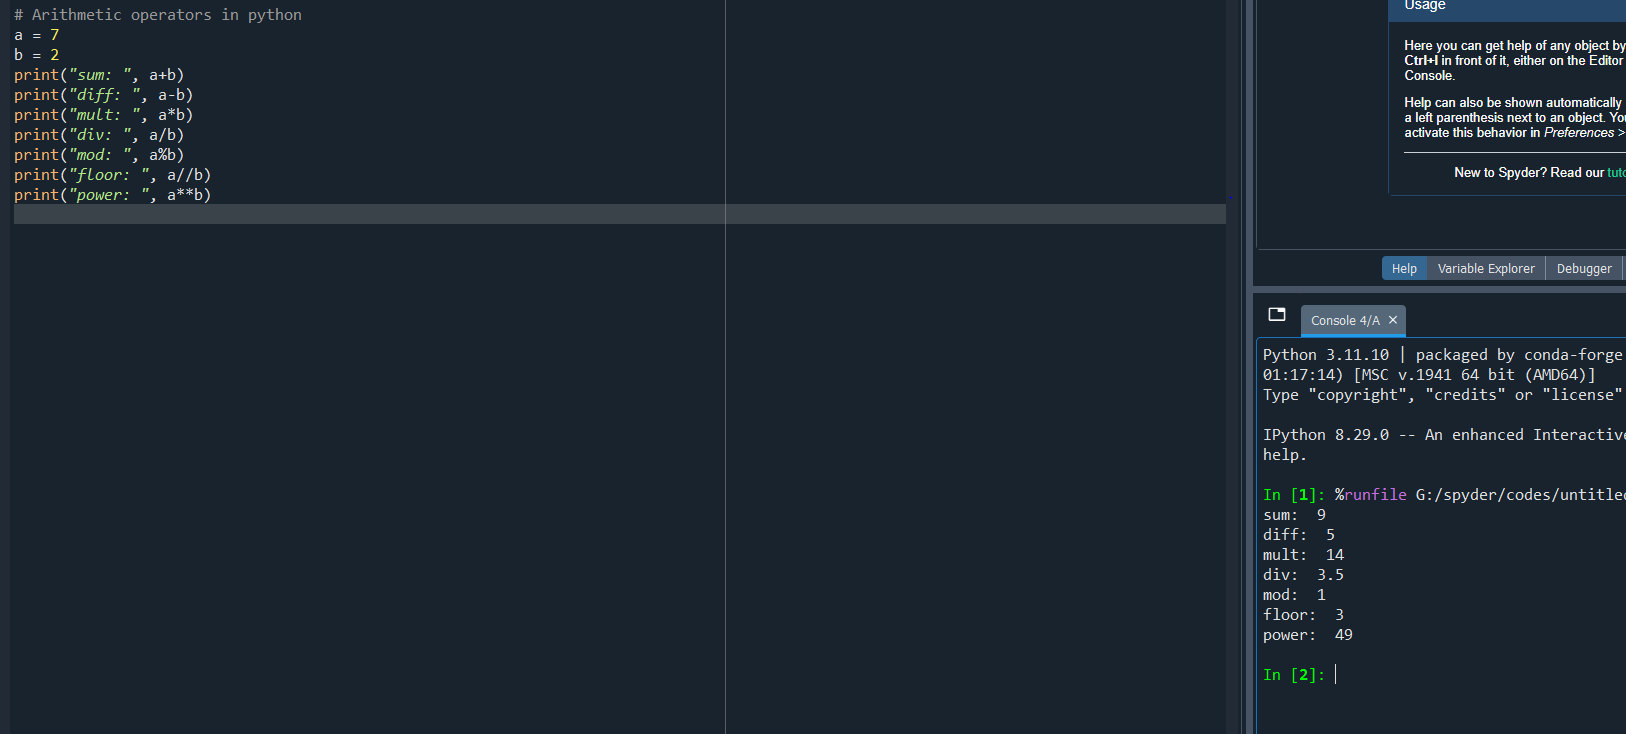 # Arithmetic operators in python
a = 7
b = 2
print("sum: ", a+b)
print("diff: ", a-b)
print("mult: ", a*b)
print("div: ", a/b)
print("mod: ", a%b)
print("floor: ", a//b)
print("power: ", a**b)
Usage
Here you can get help of any object by
Ctrl+I in front of it, either on the Editor
Console.
Help can also be shown automatically
a left parenthesis next to an object. You
activate this behavior in Preferences >
New to Spyder? Read our tuto
Help Variable Explorer Debugger
Console 4/A ×
Python 3.11.10 | packaged by conda-forge
01:17:14) [MSC v.1941 64 bit (AMD64)]
Type "copyright", "credits" or "license"
IPython 8.29.0 -- An enhanced Interactive
help.
In [1]: %runfile G:/spyder/codes/untitled
sum:  9
diff:  5
mult:  14
div:  3.5
mod:  1
floor:  3
power:  49
In [2]: